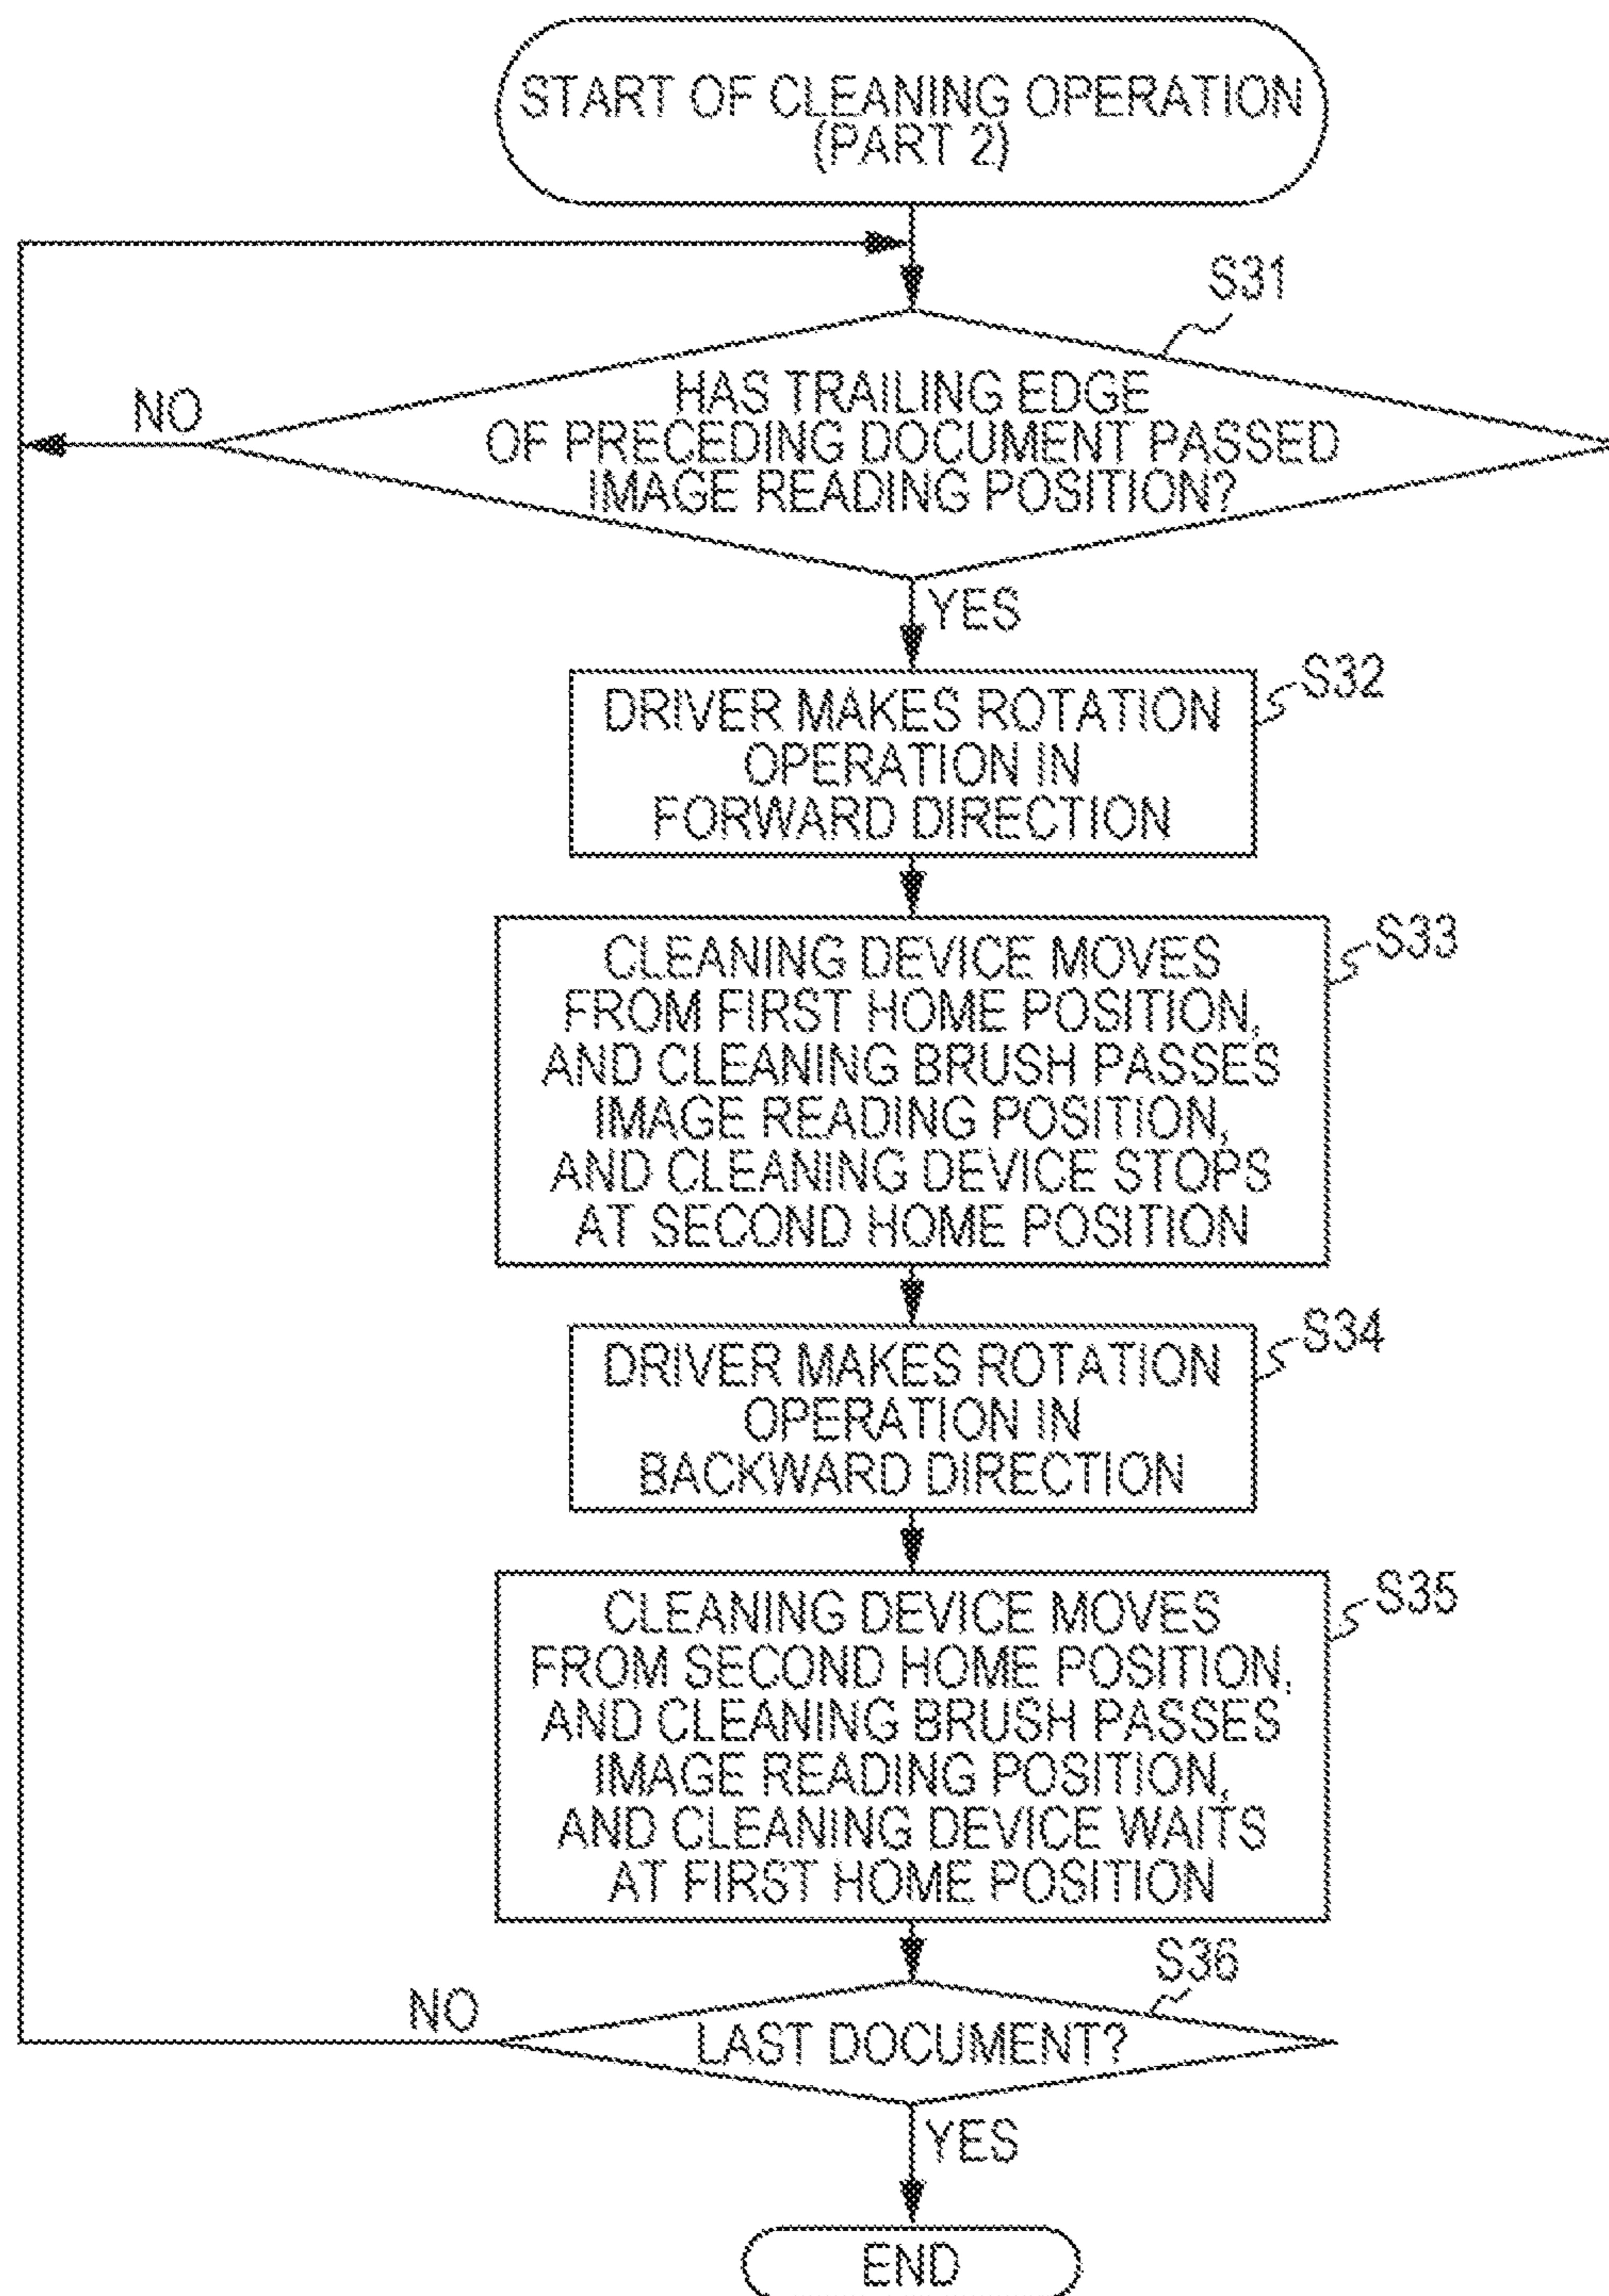 START OF CLEANING OPERATION
(PART 2)
S31
HAS TRAILING EDGE
OF PRECEDING DOCUMENT PASSED
IMAGE READING POSITION?
NO
YES
S32
DRIVER MAKES ROTATION
OPERATION IN
FORWARD DIRECTION
S33
CLEANING DEVICE MOVES
FROM FIRST HOME POSITION,
AND CLEANING BRUSH PASSES
IMAGE READING POSITION,
AND CLEANING DEVICE STOPS
AT SECOND HOME POSITION
S34
DRIVER MAKES ROTATION
OPERATION IN
BACKWARD DIRECTION
S35
CLEANING DEVICE MOVES
FROM SECOND HOME POSITION,
AND CLEANING BRUSH PASSES
IMAGE READING POSITION,
AND CLEANING DEVICE WAITS
AT FIRST HOME POSITION
S36
NO
LAST DOCUMENT?
YES
END